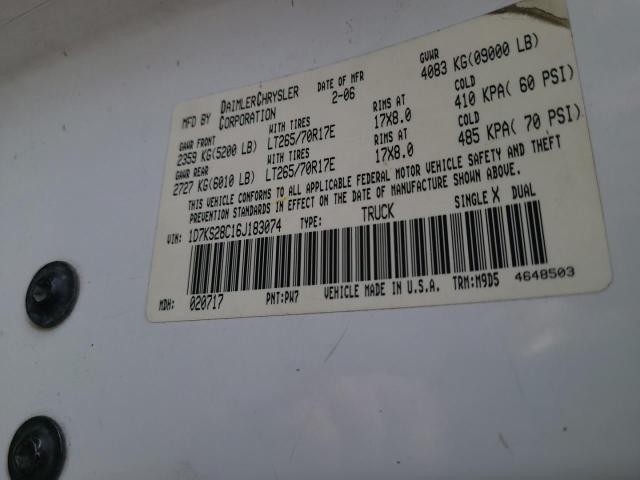 MFD BY DAIMLERCHRYSLER CORPORATION DATE OF MFR 2-06 GVWR 4083 KG(09000 LB)
GAWR FRONT 2359 KG(5200 LB) WITH TIRES LT265/70R17E RIMS AT 17X8.0 COLD 410 KPA( 60 PSI)
GAWR REAR 2727 KG(6010 LB) WITH TIRES LT265/70R17E RIMS AT 17X8.0 COLD 485 KPA( 70 PSI)
THIS VEHICLE CONFORMS TO ALL APPLICABLE FEDERAL MOTOR VEHICLE SAFETY AND THEFT
PREVENTION STANDARDS IN EFFECT ON THE DATE OF MANUFACTURE SHOWN ABOVE.
VIN: 1D7KS28C16J183074 TYPE: TRUCK SINGLE X DUAL
MDH: 020717 PNT:PW7 VEHICLE MADE IN U.S.A. TRM:M9D5 4648503